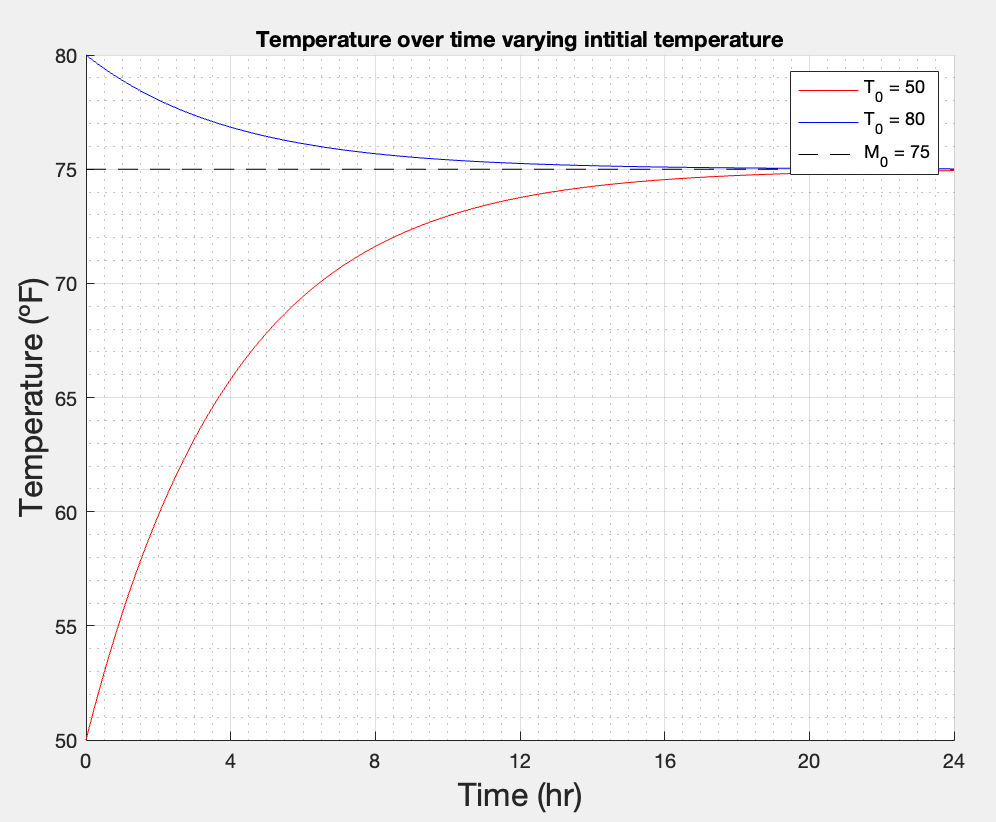 Temperature over time varying intitial temperature
T0 = 50
T0 = 80
M0 = 75
Temperature (ºF)
80
75
70
65
60
55
50
0 4 8 12 16 20 24
Time (hr)